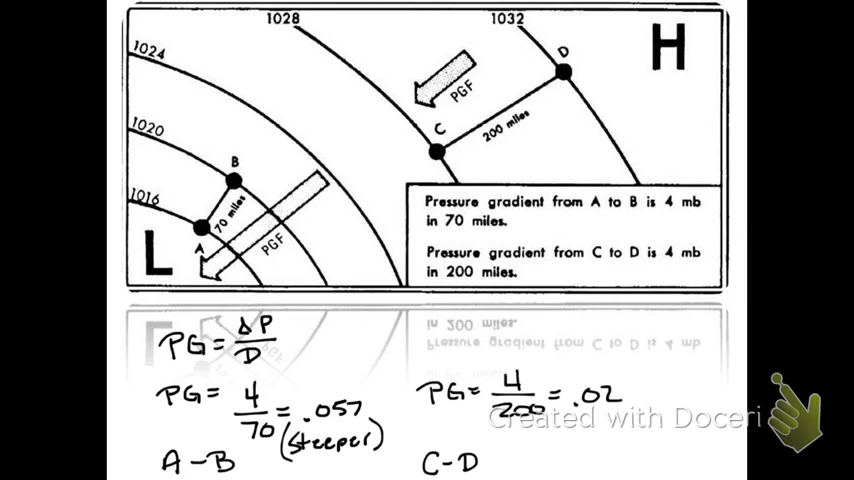 1028
1032
1024
H
D
PGF
C
200 miles
1020
B
1016
70 miles
A
PGF
L
Pressure gradient from A to B is 4 mb
in 70 miles.
Pressure gradient from C to D is 4 mb
in 200 miles.
PG = ΔP
D
PG = 4
70 = .057
(steeper)
A-B
PG = 4
200 = .02
C-D
Created with Doceri